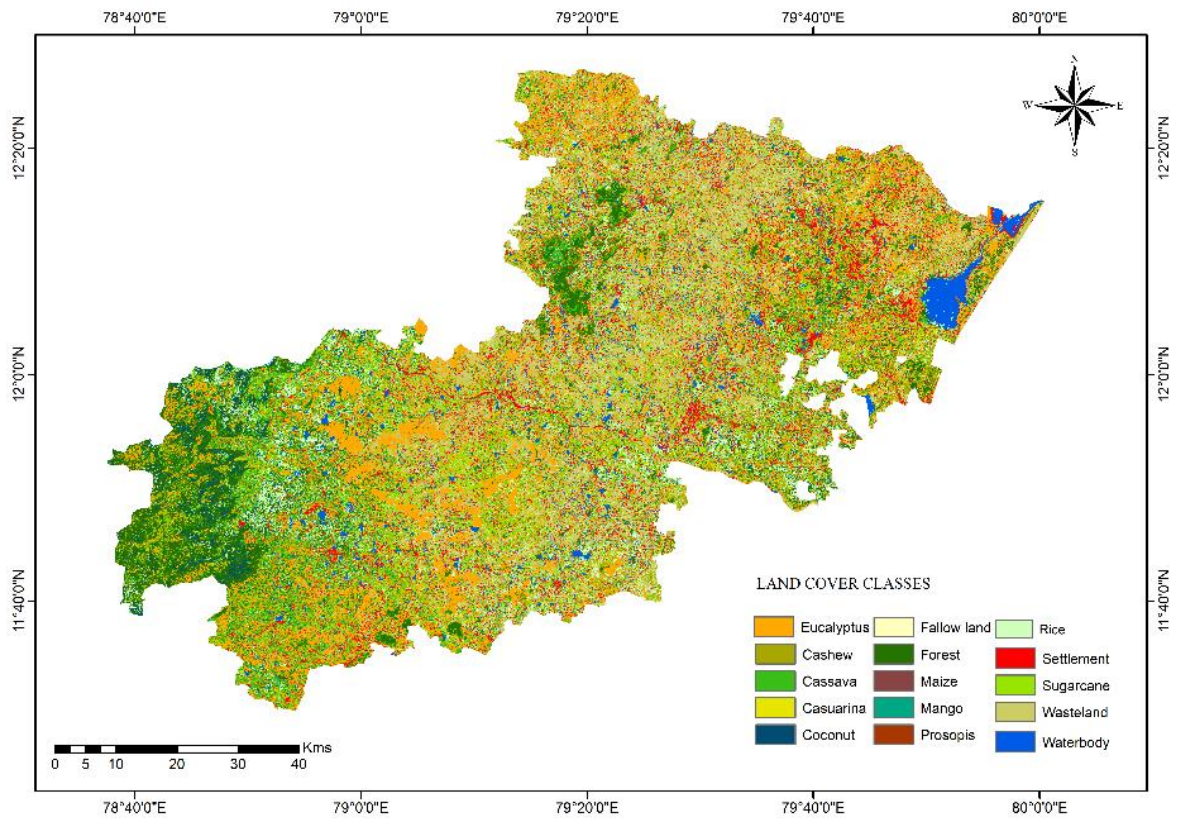 78°40'0"E 79°0'0"E 79°20'0"E 79°40'0"E 80°0'0"E
N
W E
S
12°20'0"N 12°20'0"N
12°0'0"N 12°0'0"N
11°40'0"N 11°40'0"N
LAND COVER CLASSES
Eucalyptus Fallow land Rice
Cashew Forest Settlement
Cassava Maize Sugarcane
Casuarina Mango Wasteland
Coconut Prosopis Waterbody
Kms
0 5 10 20 30 40
78°40'0"E 79°0'0"E 79°20'0"E 79°40'0"E 80°0'0"E